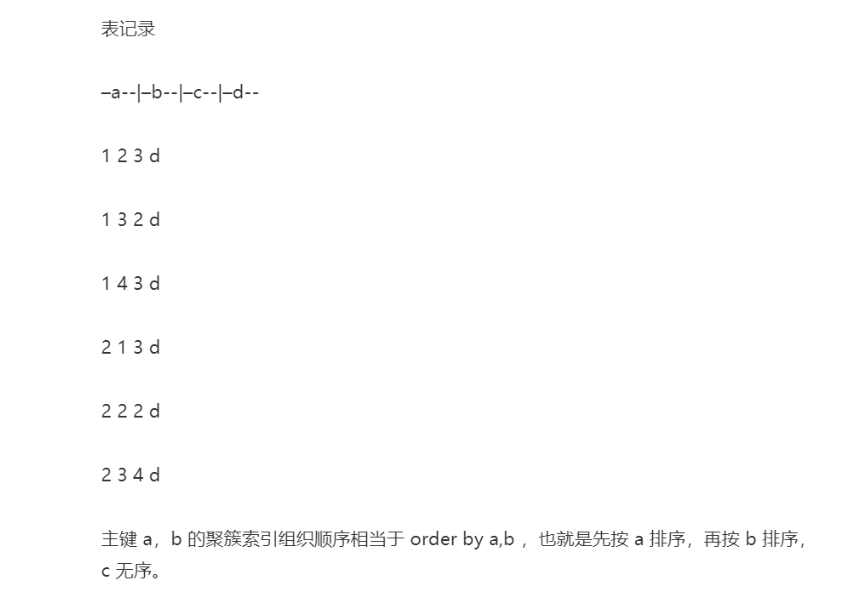 表记录
–a--|–b--|–c--|–d--
1 2 3 d
1 3 2 d
1 4 3 d
2 1 3 d
2 2 2 d
2 3 4 d
主键 a，b 的聚簇索引组织顺序相当于 order by a,b ，也就是先按 a 排序，再按 b 排序，
c 无序。